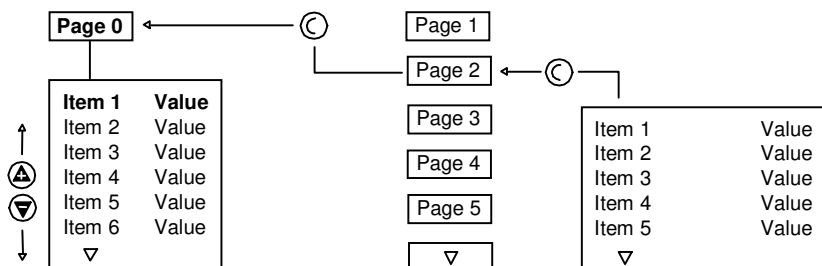 Page 0
C
Page 1
Page 2
C
Page 3
Page 4
Page 5
Item 1 Value
Item 2 Value
Item 3 Value
Item 4 Value
Item 5 Value
Item 6 Value
+
Item 1 Value
Item 2 Value
Item 3 Value
Item 4 Value
Item 5 Value